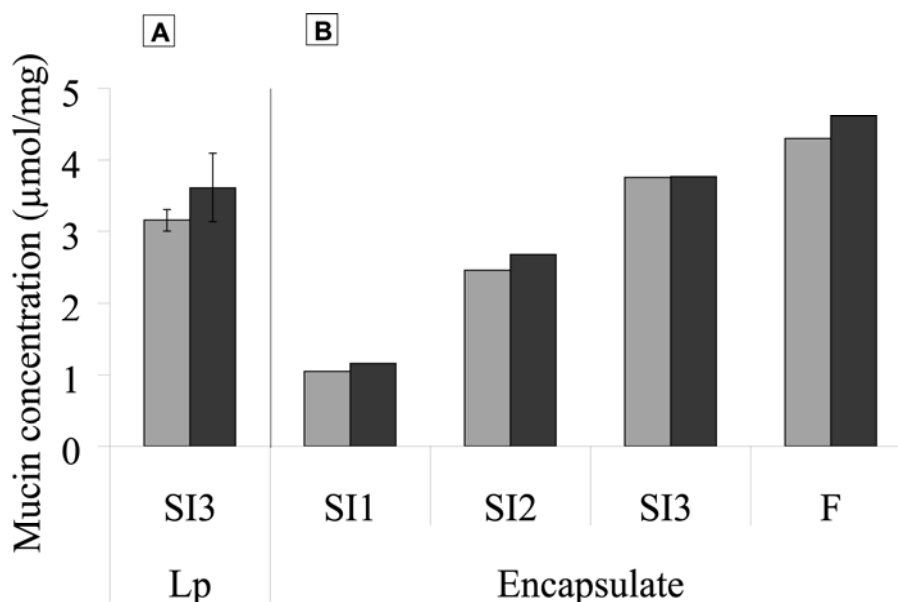 A B
Mucin concentration (µmol/mg)
5
4
3
2
1
0
SI3 SI1 SI2 SI3 F
Lp Encapsulate